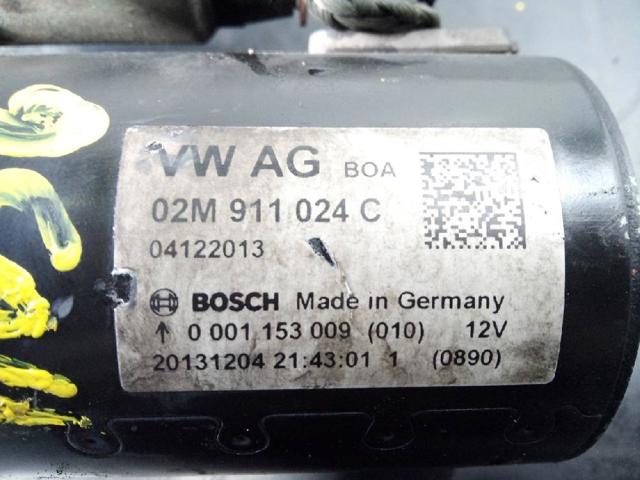 VW AG BOA
02M 911 024 C
04122013
BOSCH Made in Germany
↑ 0 001 153 009 (010) 12V
20131204 21:43:01 1 (0890)